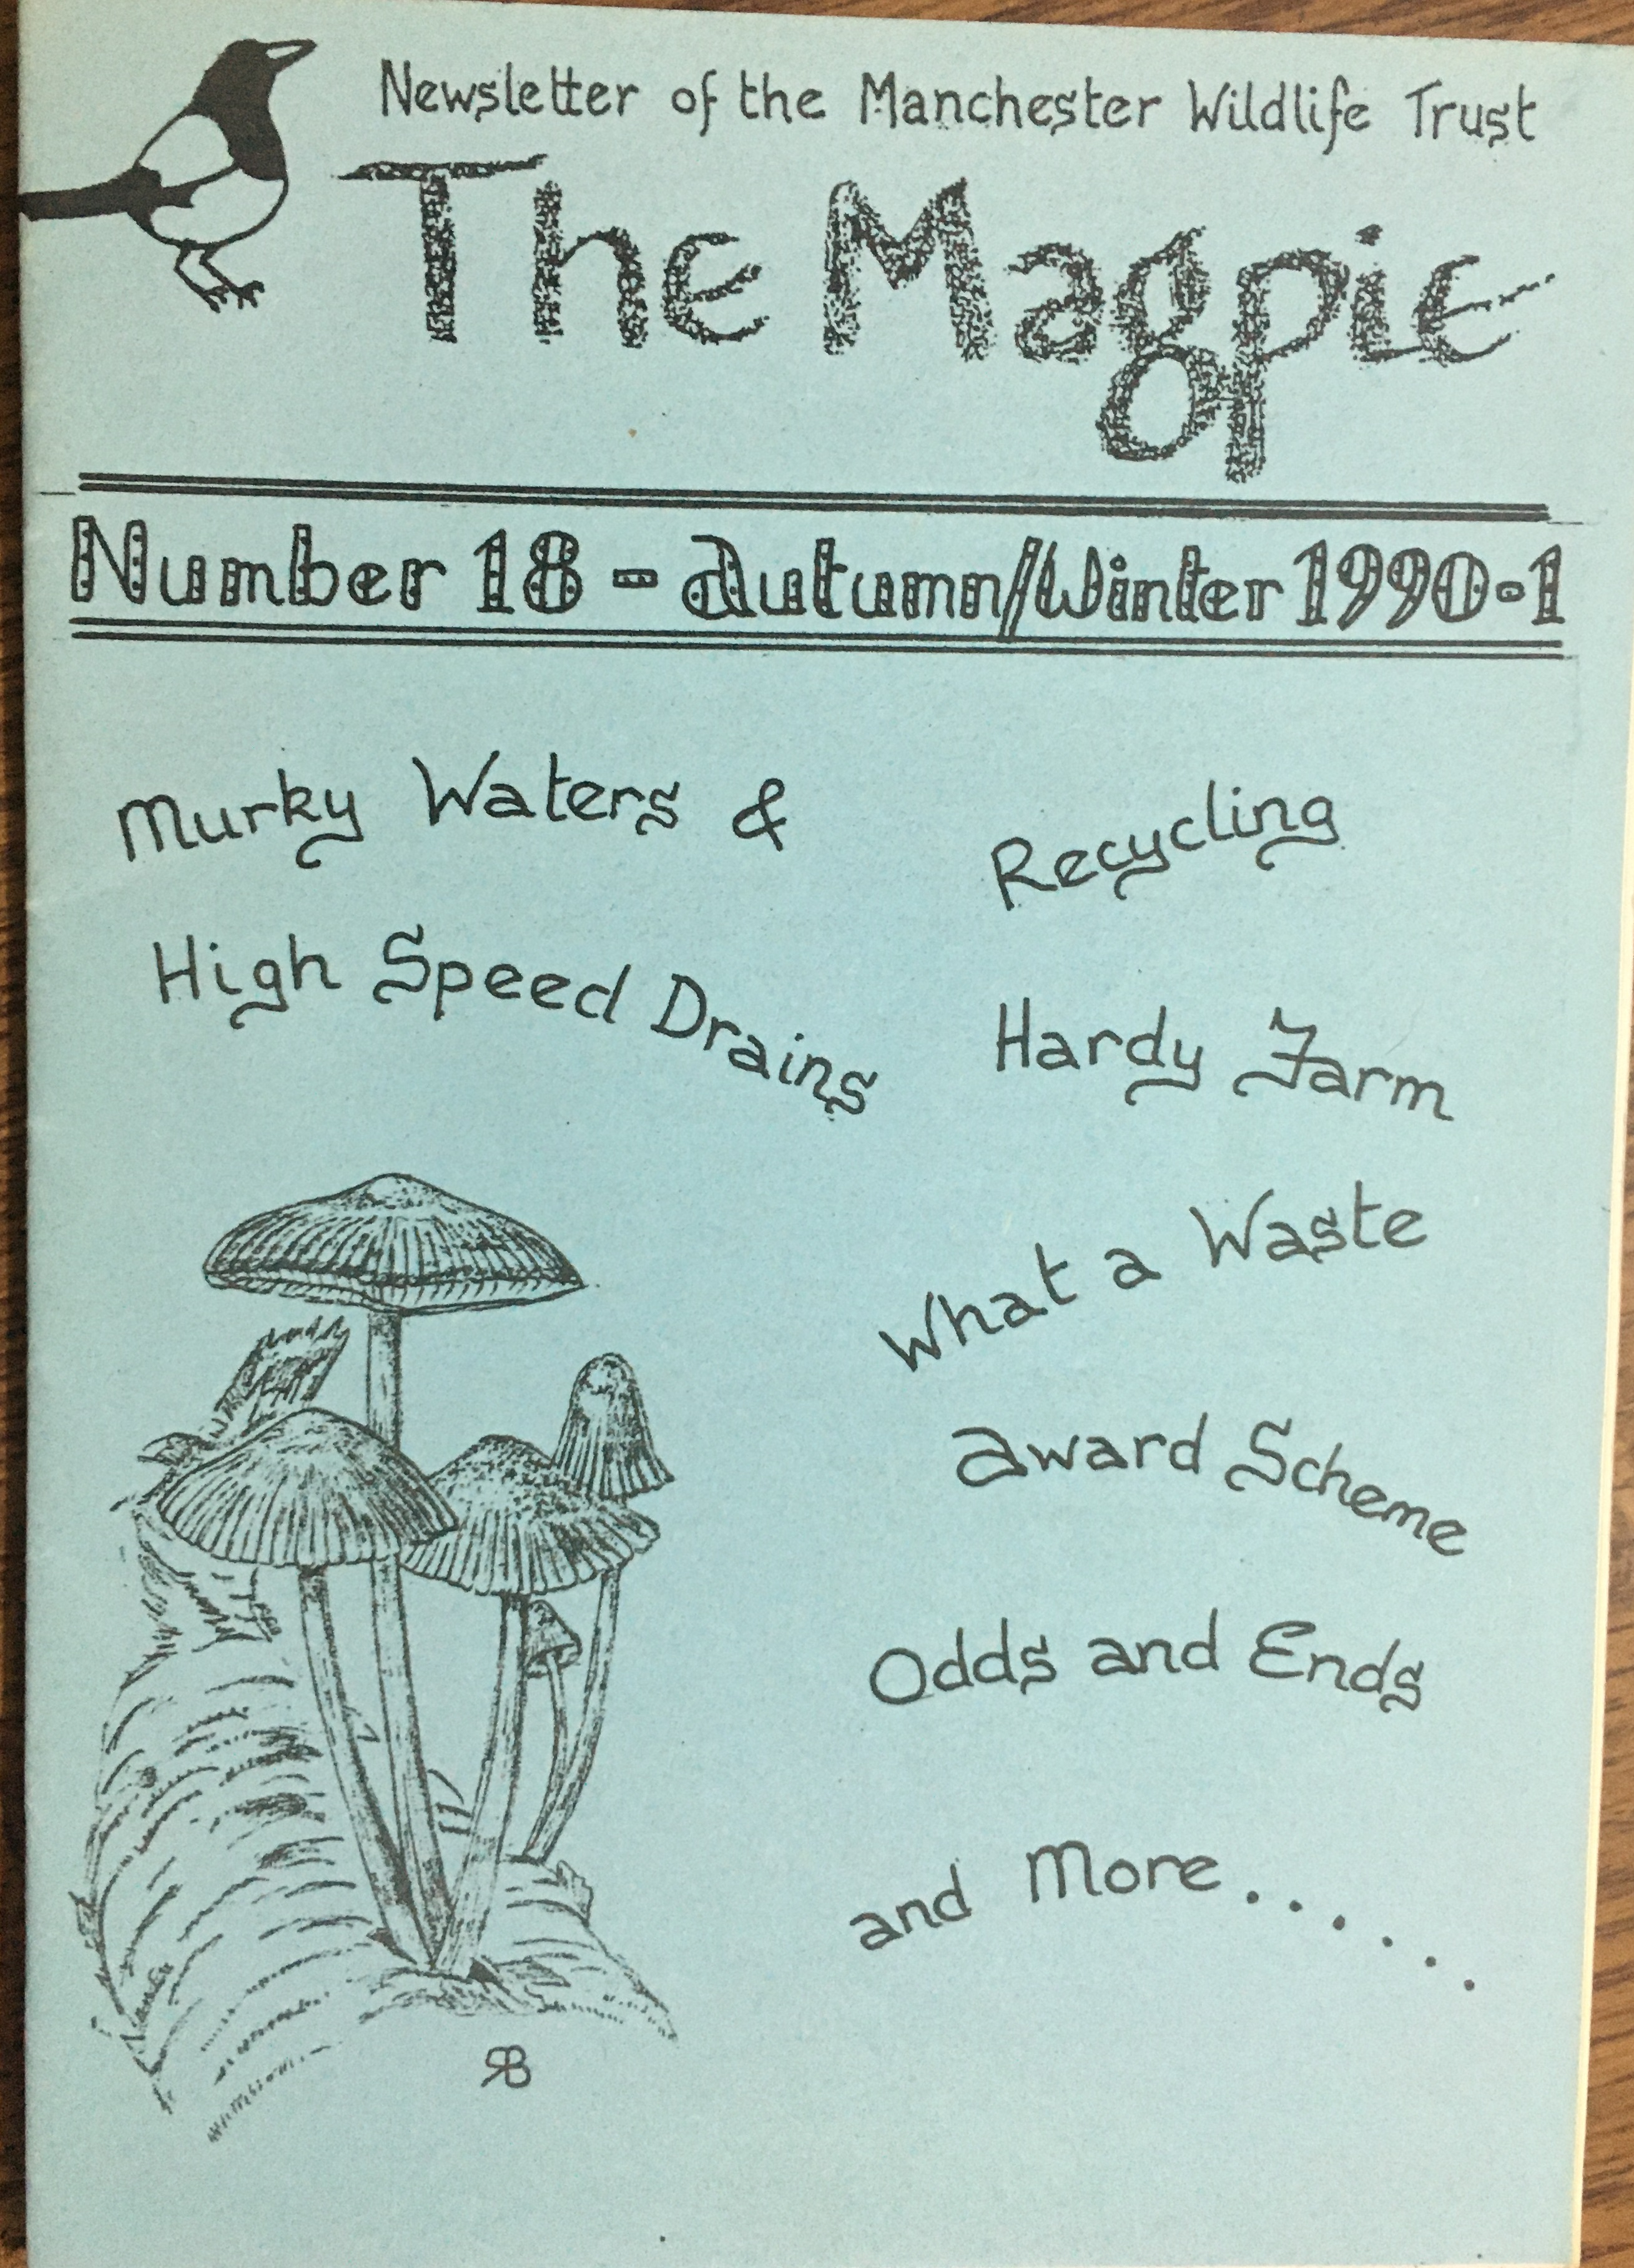 Newsletter of the Manchester Wildlife Trust
The Magpie
Number 18 - Autumn/Winter 1990-1
Murky Waters &
High Speed Drains
Recycling
Hardy Farm
What a Waste
Award Scheme
Odds and Ends
and More......
RB